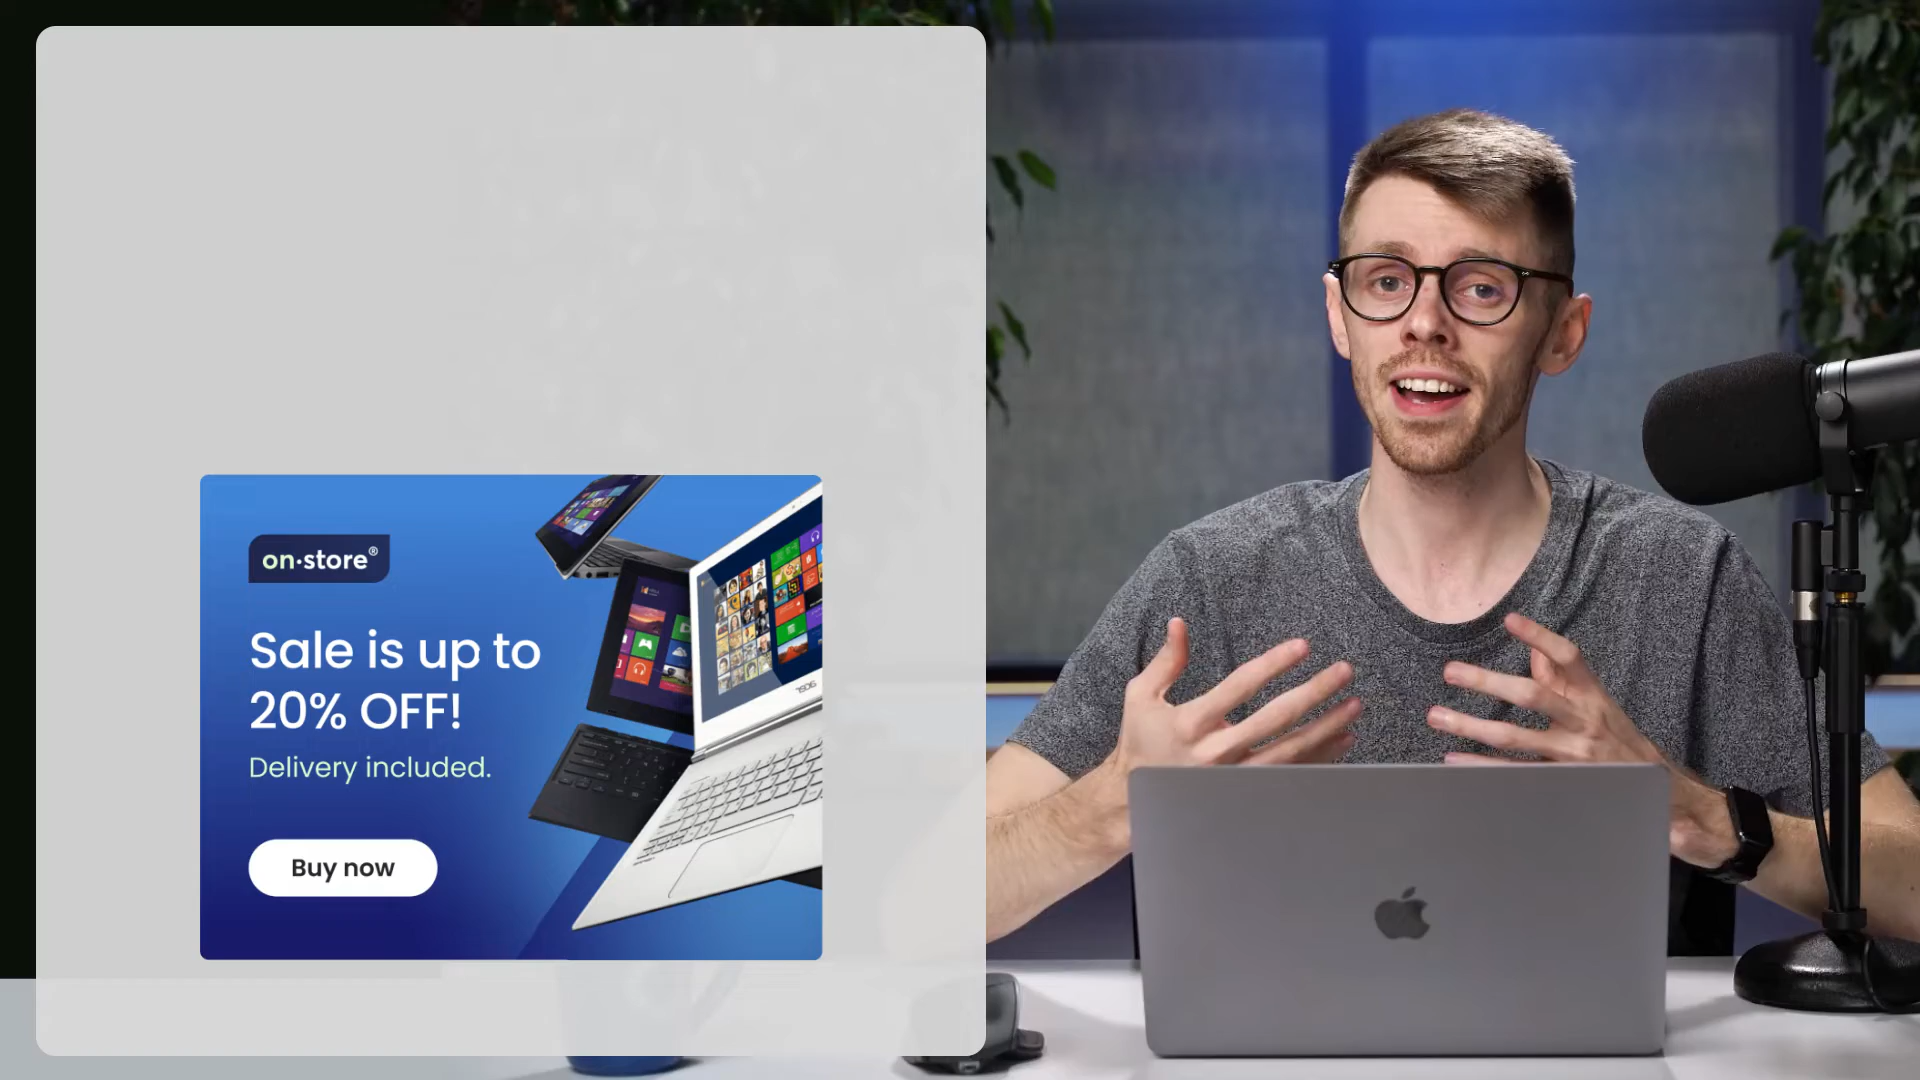 on·store®
Sale is up to
20% OFF!
Delivery included.
Buy now